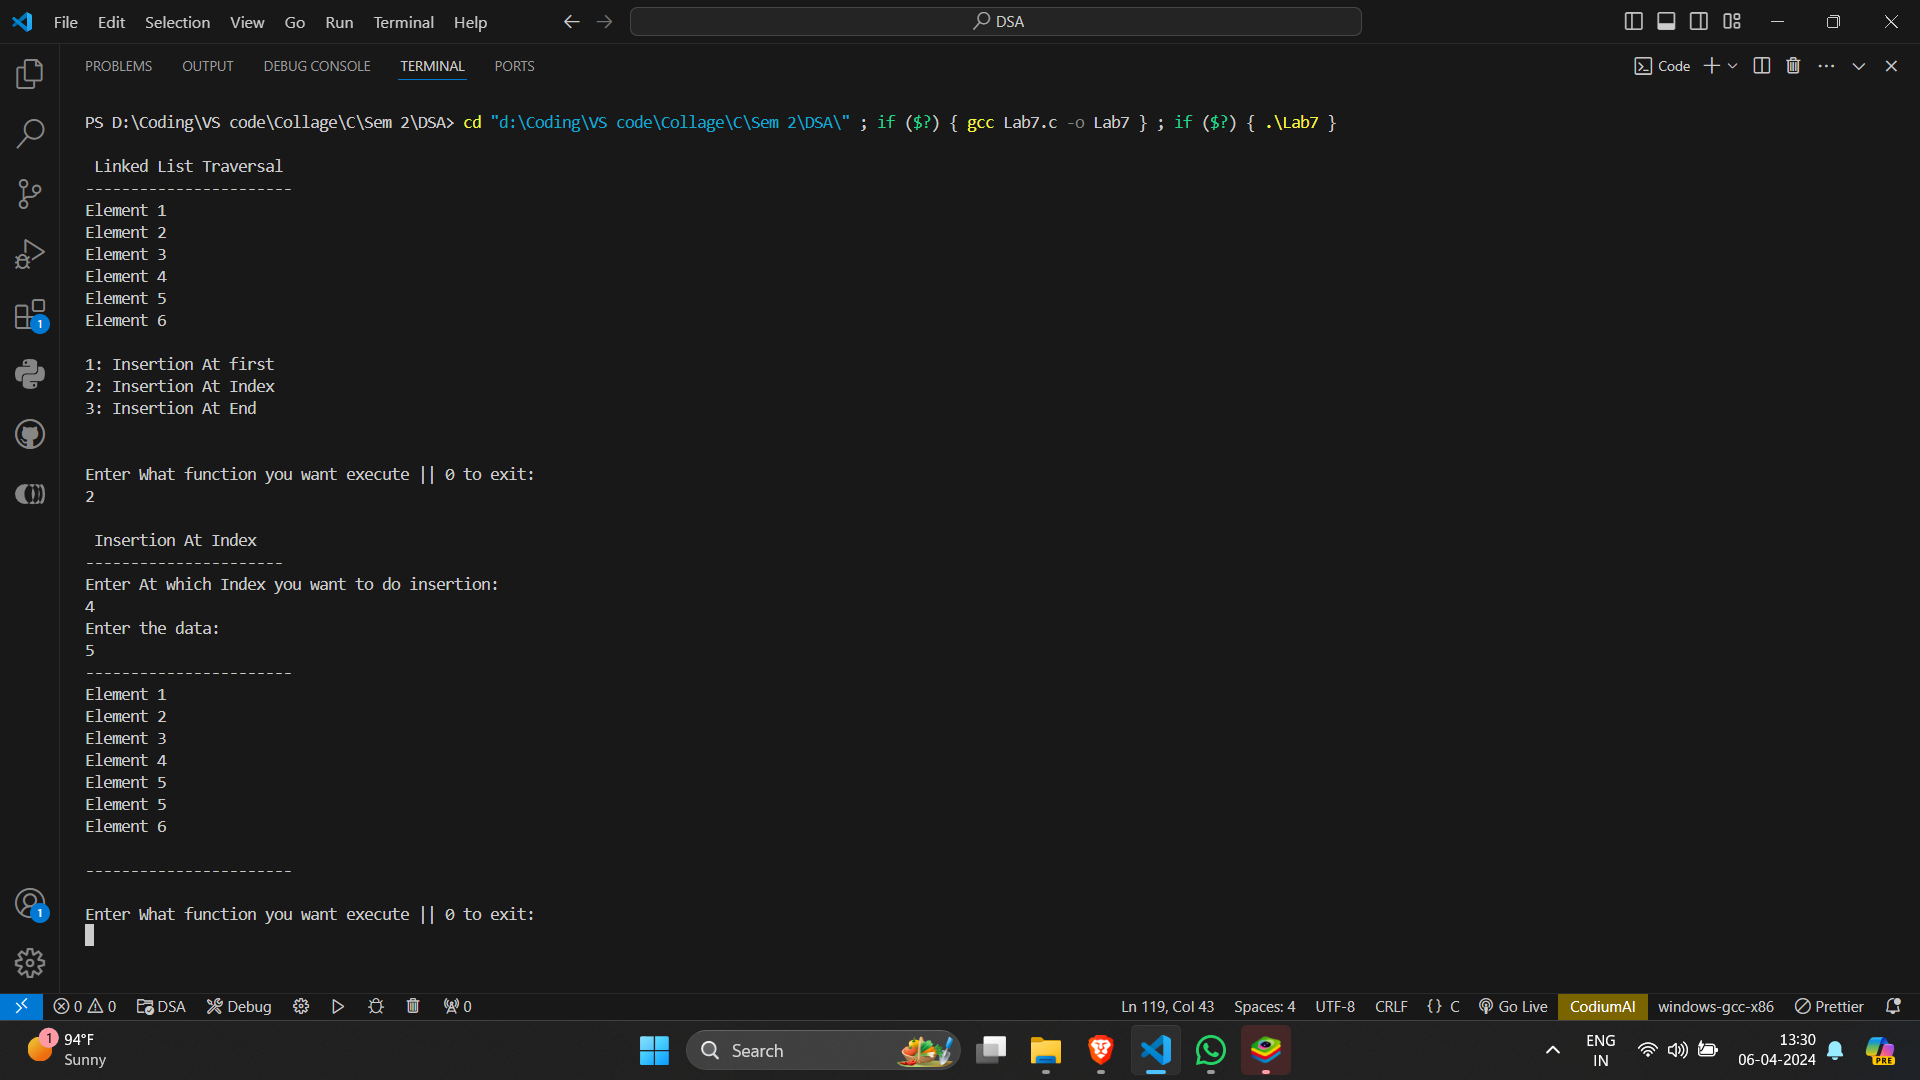 File Edit Selection View Go Run Terminal Help
DSA
PROBLEMS OUTPUT DEBUG CONSOLE TERMINAL PORTS
Code
PS D:\Coding\VS code\Collage\C\Sem 2\DSA> cd "d:\Coding\VS code\Collage\C\Sem 2\DSA\" ; if ($?) { gcc Lab7.c -o Lab7 } ; if ($?) { .\Lab7 }
Linked List Traversal
-----------------------
Element 1
Element 2
Element 3
Element 4
Element 5
Element 6
1: Insertion At first
2: Insertion At Index
3: Insertion At End
Enter What function you want execute || 0 to exit:
2
Insertion At Index
----------------------
Enter At which Index you want to do insertion:
4
Enter the data:
5
-----------------------
Element 1
Element 2
Element 3
Element 4
Element 5
Element 5
Element 6
-----------------------
Enter What function you want execute || 0 to exit:
1
1
0 0 DSA Debug 0 Ln 119, Col 43 Spaces: 4 UTF-8 CRLF {} C Go Live CodiumAI windows-gcc-x86 Prettier
1
94°F
Sunny
Search
ENG
IN
13:30
06-04-2024
PRE